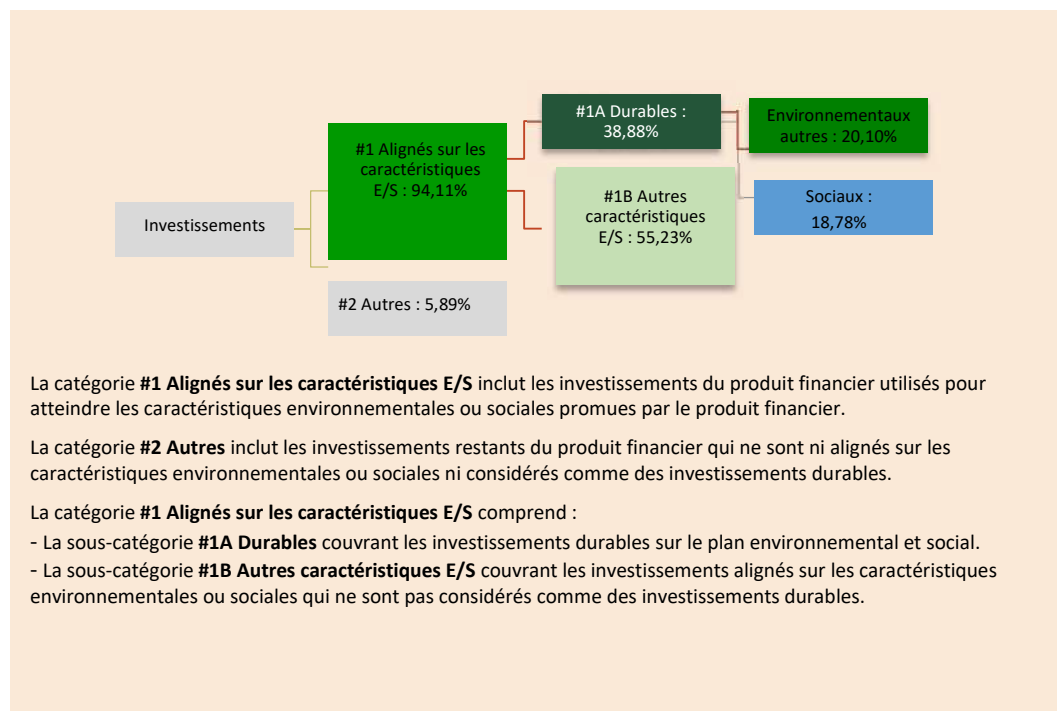 #1A Durables :
38,88%
Environnementaux
autres : 20,10%
#1 Alignés sur les
caractéristiques
E/S : 94,11%
#1B Autres
caractéristiques
E/S : 55,23%
Sociaux :
18,78%
Investissements
#2 Autres : 5,89%
La catégorie #1 Alignés sur les caractéristiques E/S inclut les investissements du produit financier utilisés pour
atteindre les caractéristiques environnementales ou sociales promues par le produit financier.
La catégorie #2 Autres inclut les investissements restants du produit financier qui ne sont ni alignés sur les
caractéristiques environnementales ou sociales ni considérés comme des investissements durables.
La catégorie #1 Alignés sur les caractéristiques E/S comprend :
- La sous-catégorie #1A Durables couvrant les investissements durables sur le plan environnemental et social.
- La sous-catégorie #1B Autres caractéristiques E/S couvrant les investissements alignés sur les caractéristiques
environnementales ou sociales qui ne sont pas considérés comme des investissements durables.